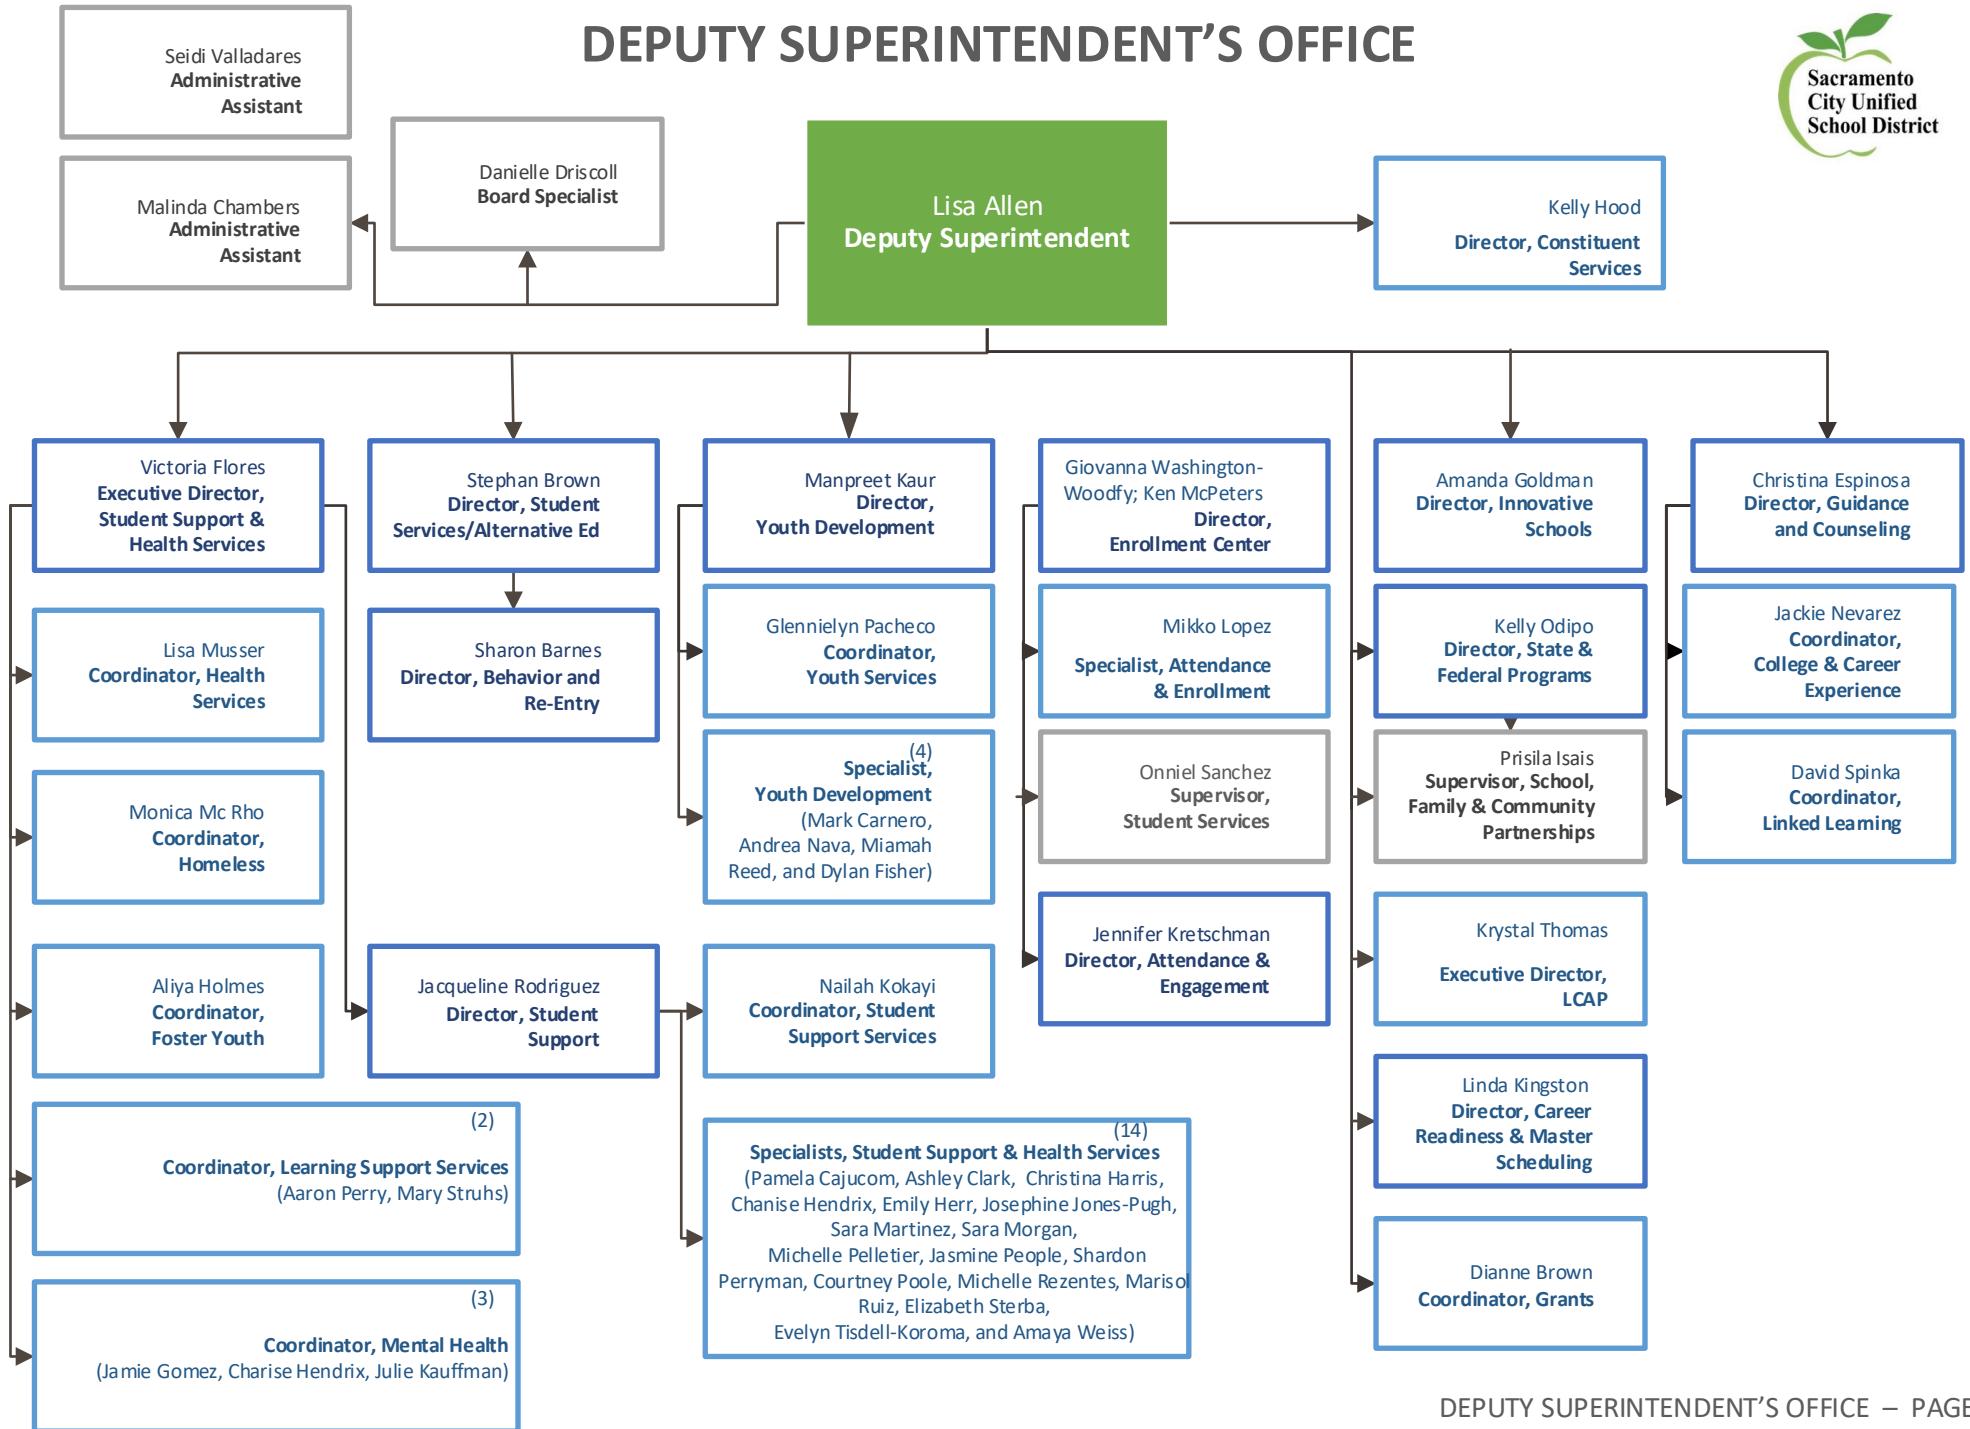 DEPUTY SUPERINTENDENT’S OFFICE
Sacramento
City Unified
School District
Seidi Valladares
Administrative
Assistant
Malinda Chambers
Administrative
Assistant
Danielle Driscoll
Board Specialist
Lisa Allen
Deputy Superintendent
Kelly Hood
Director, Constituent
Services
Victoria Flores
Executive Director,
Student Support &
Health Services
Stephan Brown
Director, Student
Services/Alternative Ed
Manpreet Kaur
Director,
Youth Development
Giovanna Washington-
Woodfy; Ken McPeters
Director,
Enrollment Center
Amanda Goldman
Director, Innovative
Schools
Christina Espinosa
Director, Guidance
and Counseling
Lisa Musser
Coordinator, Health
Services
Sharon Barnes
Director, Behavior and
Re-Entry
Glennielyn Pacheco
Coordinator,
Youth Services
Mikko Lopez
Specialist, Attendance
& Enrollment
Kelly Odipo
Director, State &
Federal Programs
Jackie Nevarez
Coordinator,
College & Career
Experience
Monica Mc Rho
Coordinator,
Homeless
(4)
Specialist,
Youth Development
(Mark Carnero,
Andrea Nava, Miamah
Reed, and Dylan Fisher)
Onniel Sanchez
Supervisor,
Student Services
Prisila Isais
Supervisor, School,
Family & Community
Partnerships
David Spinka
Coordinator,
Linked Learning
Aliya Holmes
Coordinator,
Foster Youth
Jacqueline Rodriguez
Director, Student
Support
Nailah Kokayi
Coordinator, Student
Support Services
Jennifer Kretschman
Director, Attendance &
Engagement
Krystal Thomas
Executive Director,
LCAP
(2)
Coordinator, Learning Support Services
(Aaron Perry, Mary Struhs)
(14)
Specialists, Student Support & Health Services
(Pamela Cajucom, Ashley Clark, Christina Harris,
Chanise Hendrix, Emily Herr, Josephine Jones-Pugh,
Sara Martinez, Sara Morgan,
Michelle Pelletier, Jasmine People, Shardon
Perryman, Courtney Poole, Michelle Rezentes, Marisol
Ruiz, Elizabeth Sterba,
Evelyn Tisdell-Koroma, and Amaya Weiss)
Linda Kingston
Director, Career
Readiness & Master
Scheduling
(3)
Coordinator, Mental Health
(Jamie Gomez, Charise Hendrix, Julie Kauffman)
Dianne Brown
Coordinator, Grants
DEPUTY SUPERINTENDENT’S OFFICE – PAGE